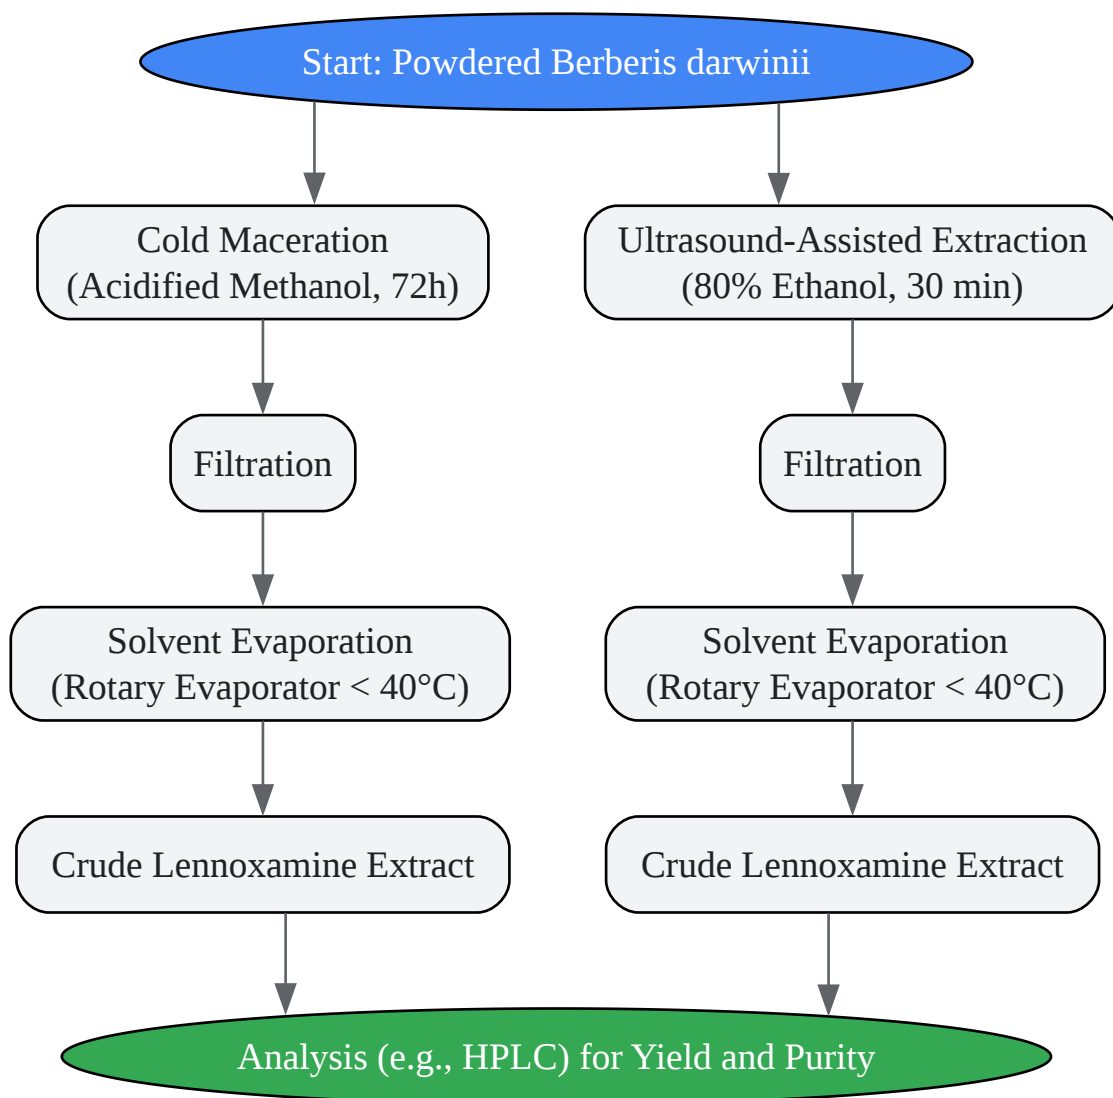 Start: Powdered Berberis darwinii
Cold Maceration
(Acidified Methanol, 72h)
Ultrasound-Assisted Extraction
(80% Ethanol, 30 min)
Filtration
Filtration
Solvent Evaporation
(Rotary Evaporator < 40°C)
Solvent Evaporation
(Rotary Evaporator < 40°C)
Crude Lennoxamine Extract
Crude Lennoxamine Extract
Analysis (e.g., HPLC) for Yield and Purity